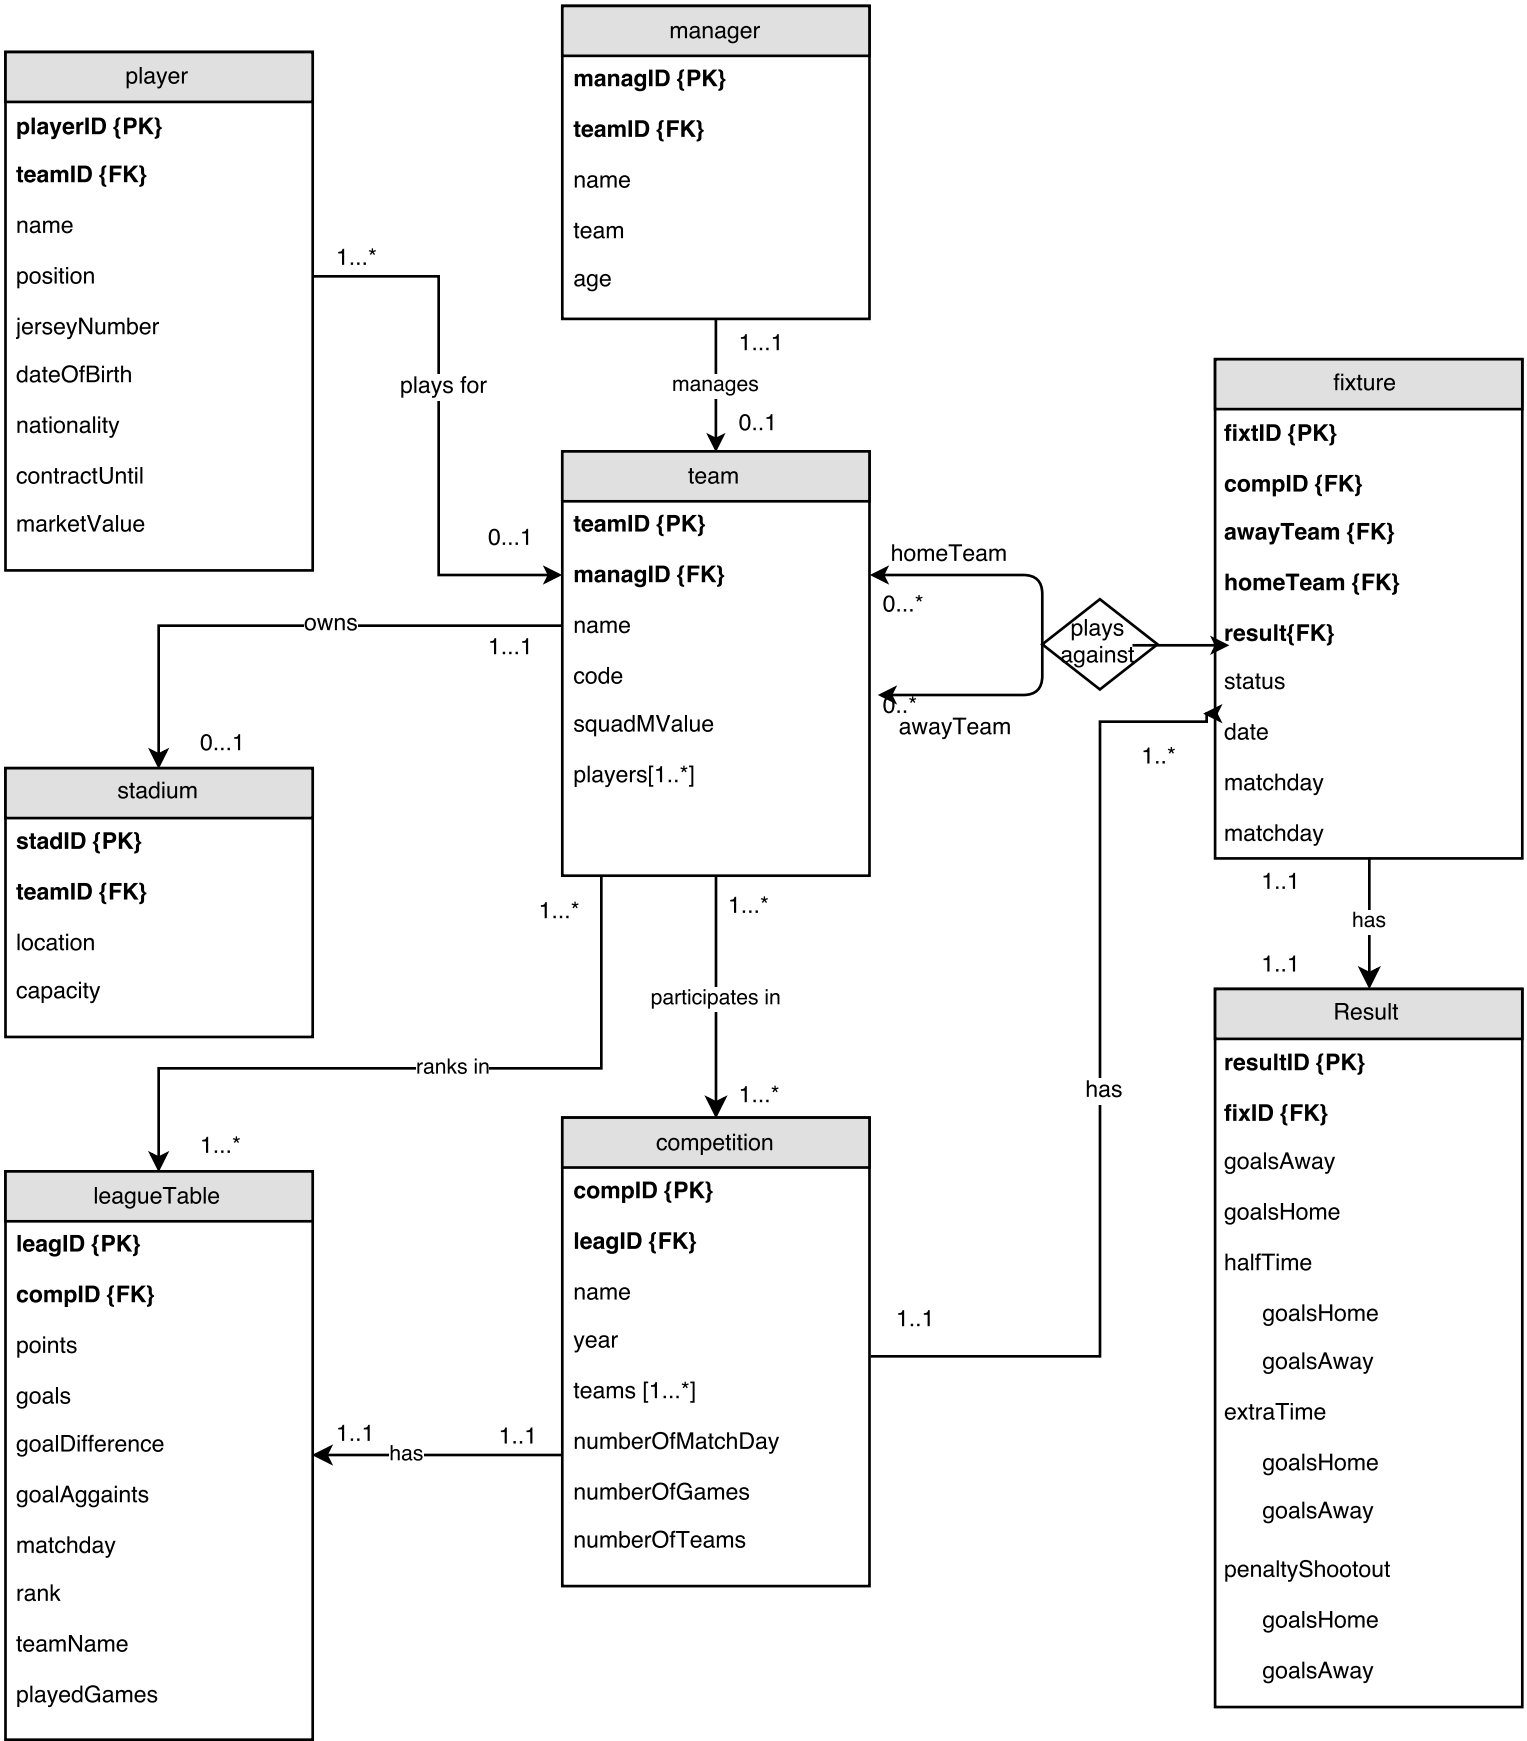 manager
managID {PK}
teamID {FK}
name
team
age
player
playerID {PK}
teamID {FK}
name
position
jerseyNumber
dateOfBirth
nationality
contractUntil
marketValue
1...*
plays for
0...1
1...1
manages
0..1
team
teamID {PK}
managID {FK}
name
code
squadMValue
players[1..*]
homeTeam
0...*
0..*
awayTeam
plays
against
fixture
fixtID {PK}
compID {FK}
awayTeam {FK}
homeTeam {FK}
result{FK}
status
date
matchday
matchday
owns
1...1
0...1
stadium
stadID {PK}
teamID {FK}
location
capacity
1...*
ranks in
1...*
1...*
participates in
1...*
1..*
has
1..1
1..1
has
1..1
Result
resultID {PK}
fixID {FK}
goalsAway
goalsHome
halfTime
goalsHome
goalsAway
extraTime
goalsHome
goalsAway
penaltyShootout
goalsHome
goalsAway
leagueTable
leagID {PK}
compID {FK}
points
goals
goalDifference
goalAggaints
matchday
rank
teamName
playedGames
1..1
has
1..1
competition
compID {PK}
leagID {FK}
name
year
teams [1...*]
numberOfMatchDay
numberOfGames
numberOfTeams